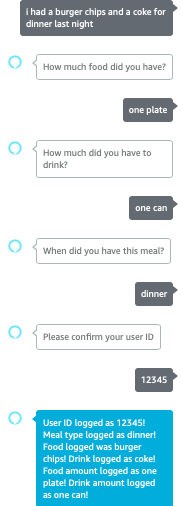 i had a burger chips and a coke for
dinner last night
How much food did you have?
one plate
How much did you have to
drink?
one can
When did you have this meal?
dinner
Please confirm your user ID
12345
User ID logged as 12345!
Meal type logged as dinner!
Food logged was burger
chips! Drink logged as coke!
Food amount logged as one
plate! Drink amount logged
as one can!